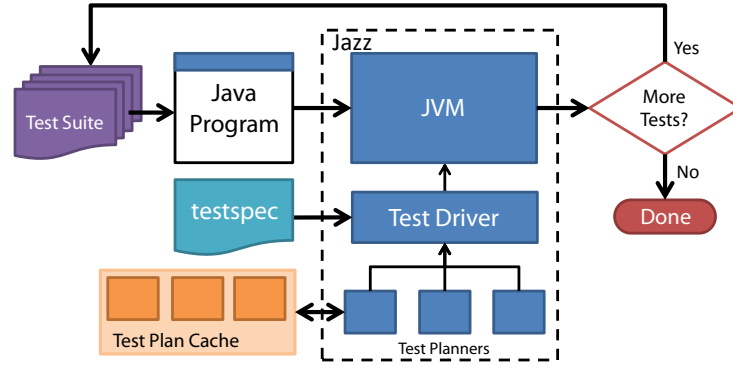 Jazz
Yes
Test Suite
Java
Program
JVM
More
Tests?
No
testspec
Test Driver
Done
Test Plan Cache
Test Planners